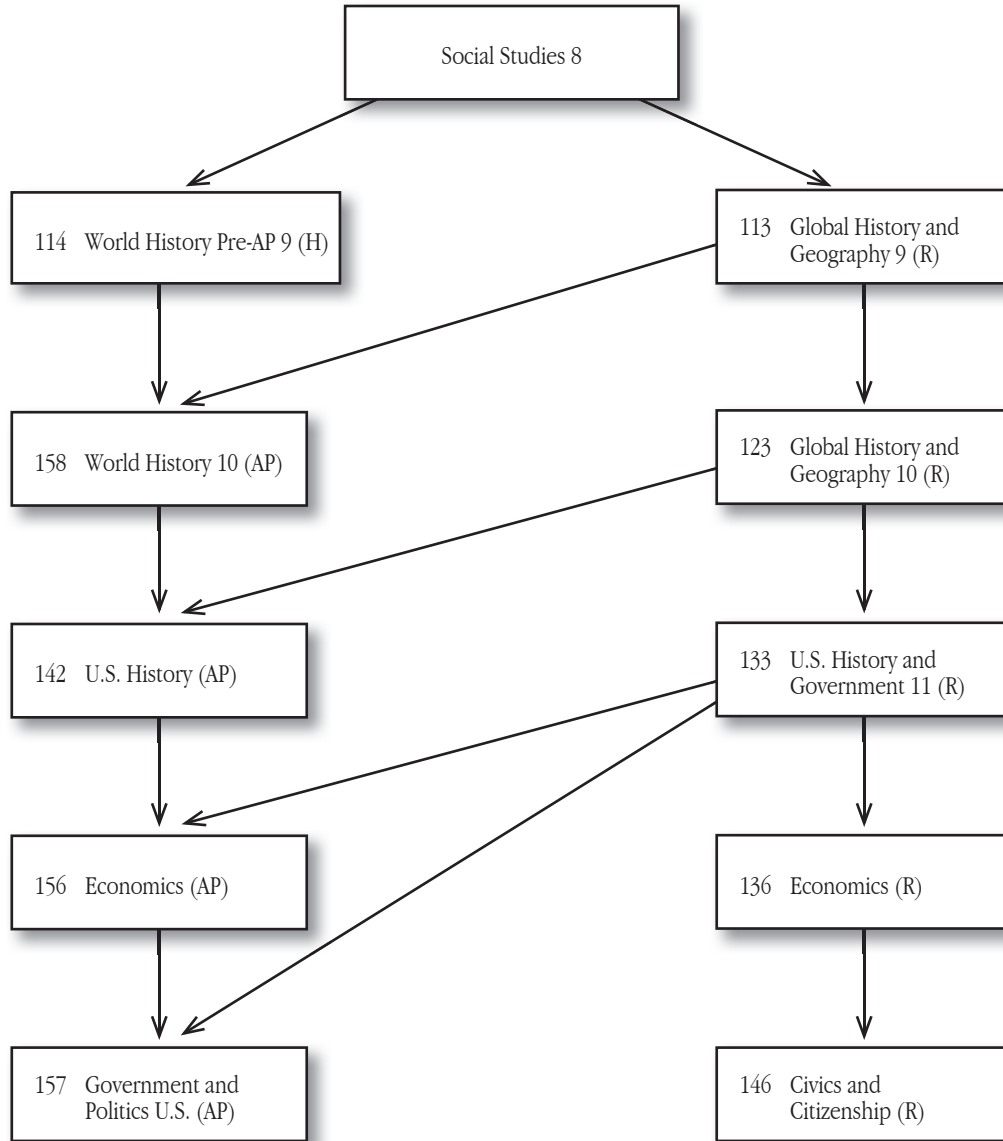 Social Studies 8
114 World History Pre-AP 9 (H)
113 Global History and
Geography 9 (R)
158 World History 10 (AP)
123 Global History and
Geography 10 (R)
142 U.S. History (AP)
133 U.S. History and
Government 11 (R)
156 Economics (AP)
136 Economics (R)
157 Government and
Politics U.S. (AP)
146 Civics and
Citizenship (R)